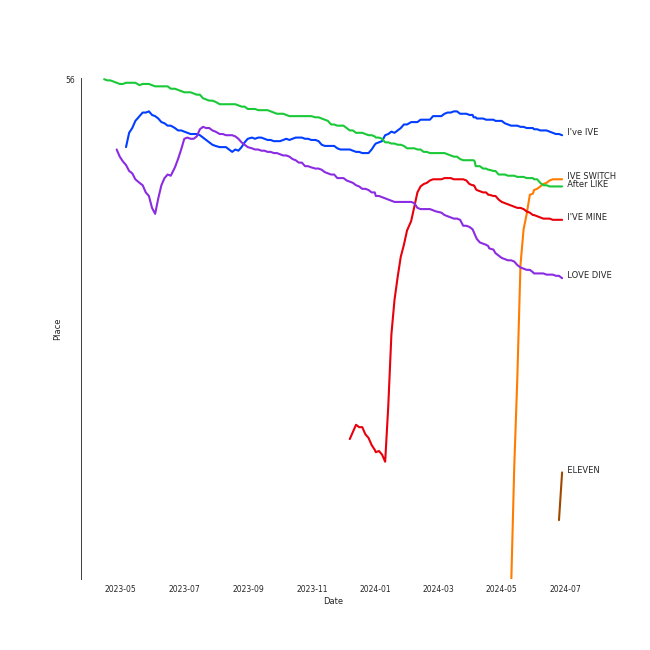 56
I've IVE
IVE SWITCH
After LIKE
I'VE MINE
LOVE DIVE
Place
ELEVEN
2023-05 2023-07 2023-09 2023-11 2024-01 2024-03 2024-05 2024-07
Date